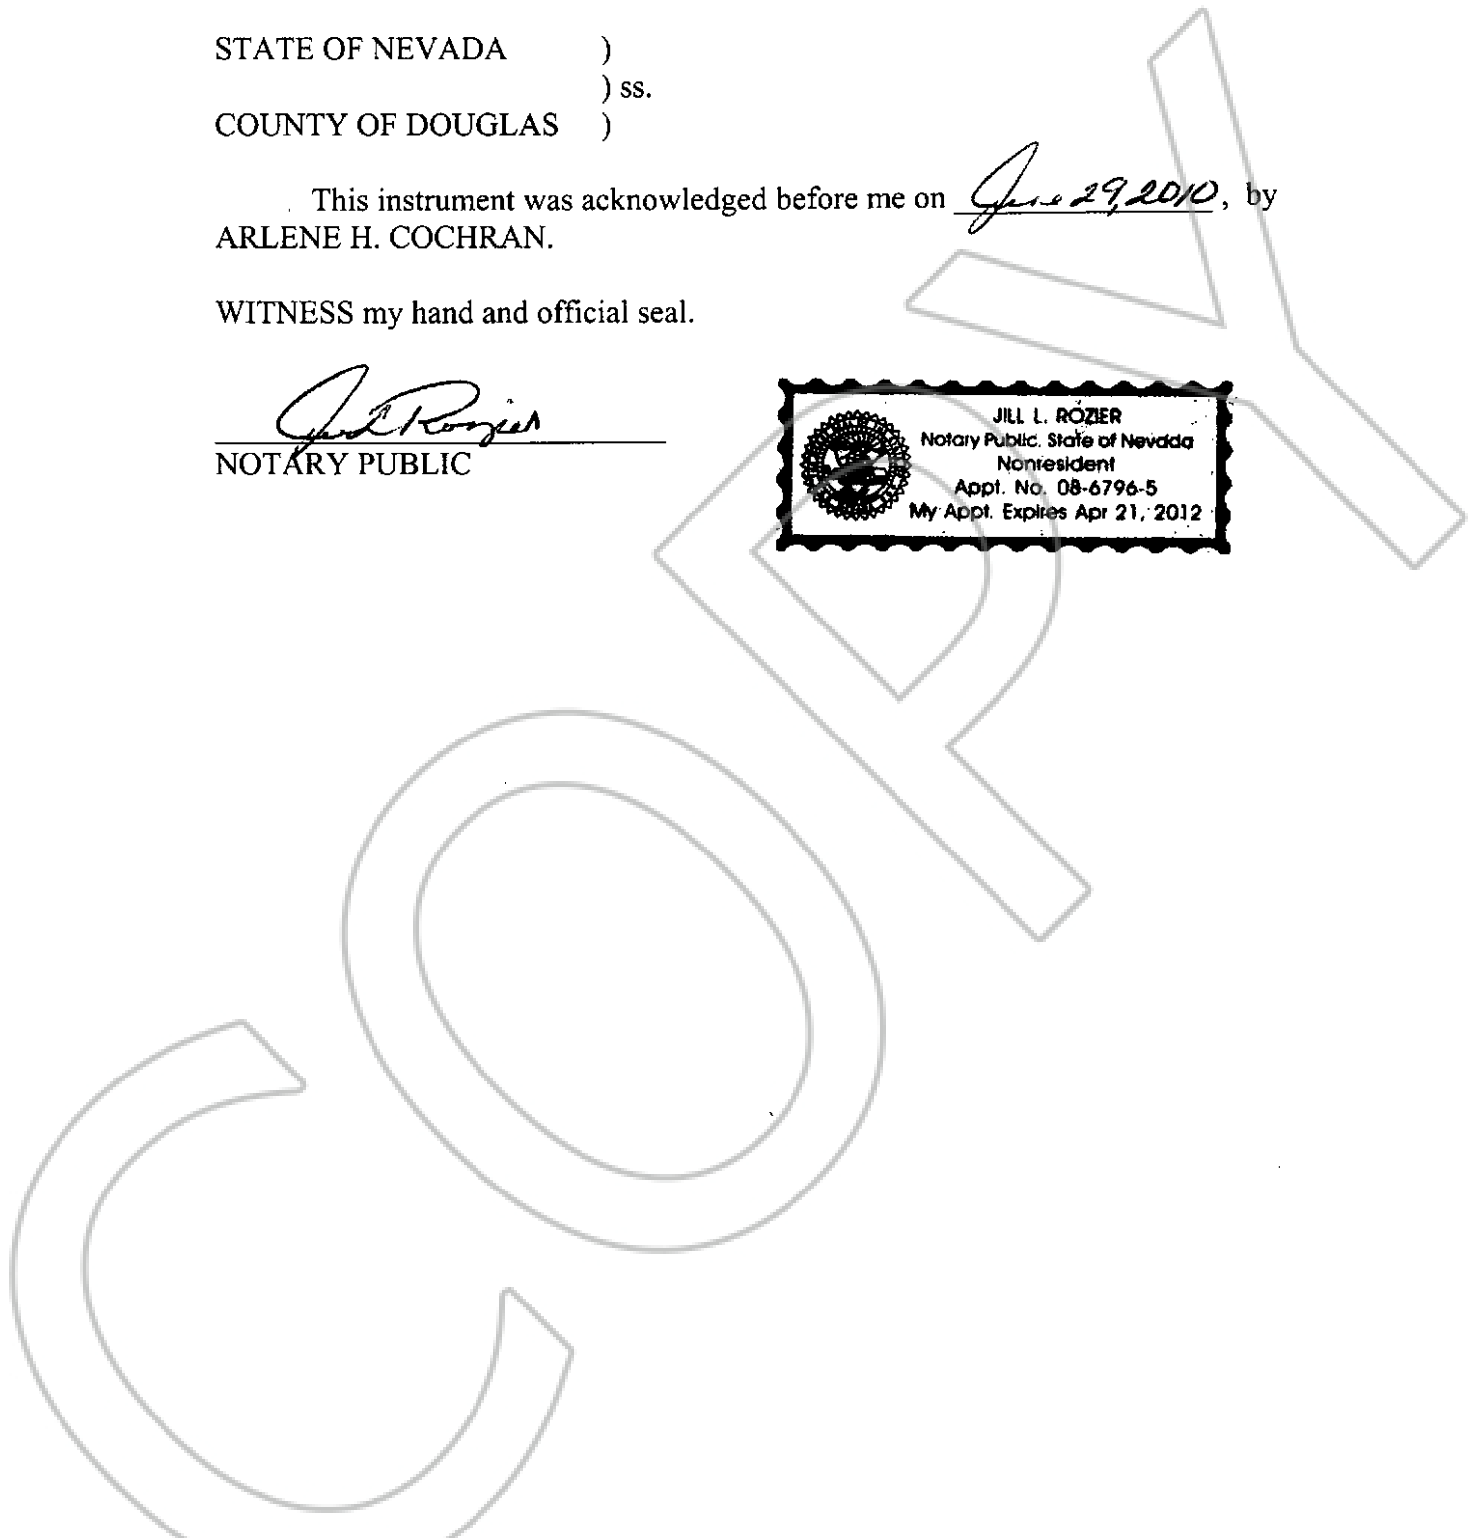 STATE OF NEVADA )
) ss.
COUNTY OF DOUGLAS )
This instrument was acknowledged before me on June 29, 2010, by
ARLENE H. COCHRAN.
WITNESS my hand and official seal.
Jill L Rozier
NOTARY PUBLIC
JILL L. ROZIER
Notary Public, State of Nevada
Nonresident
Appt. No. 08-6796-5
My Appt. Expires Apr 21, 2012
COPY